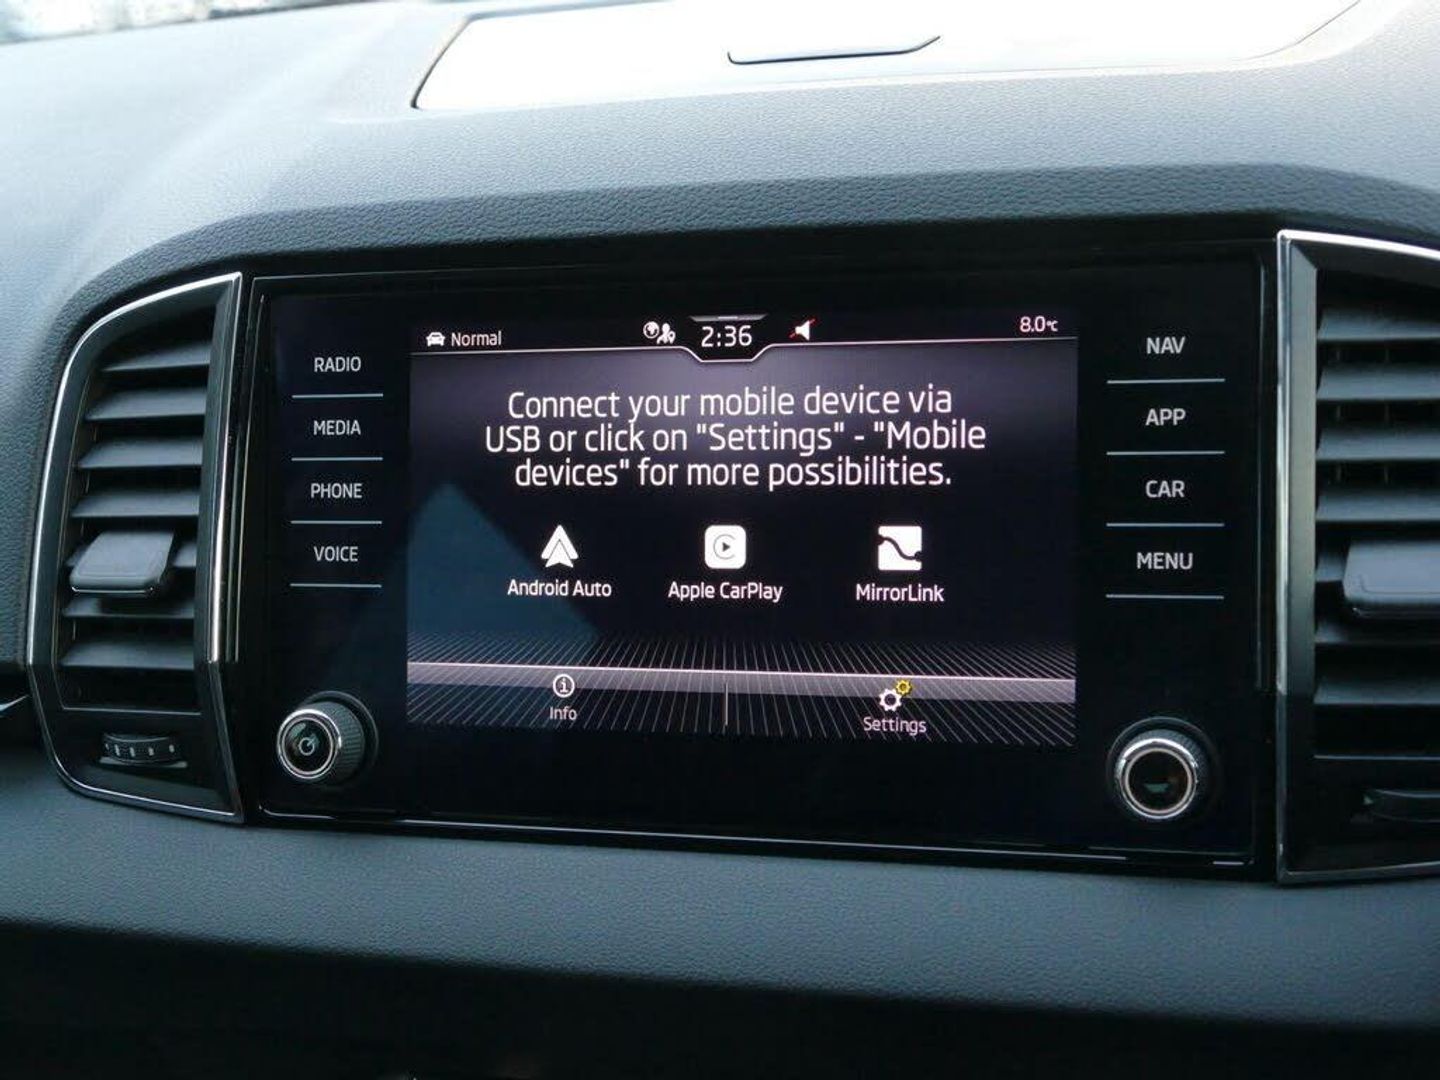 Normal
2:36
8.0°C
RADIO
MEDIA
PHONE
VOICE
Connect your mobile device via
USB or click on "Settings" - "Mobile
devices" for more possibilities.
Android Auto
Apple CarPlay
MirrorLink
Info
Settings
NAV
APP
CAR
MENU